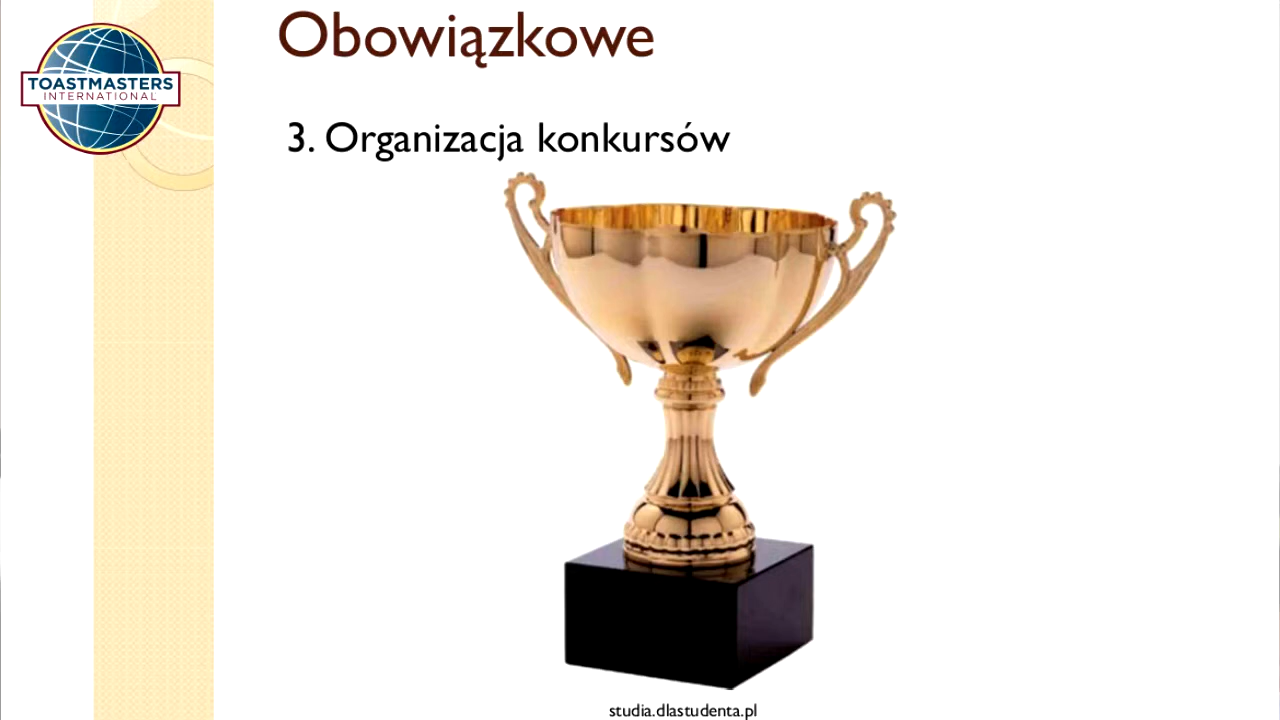 Obowiązkowe
TOASTMASTERS
INTERNATIONAL
3. Organizacja konkursów
studia.dlastudenta.pl